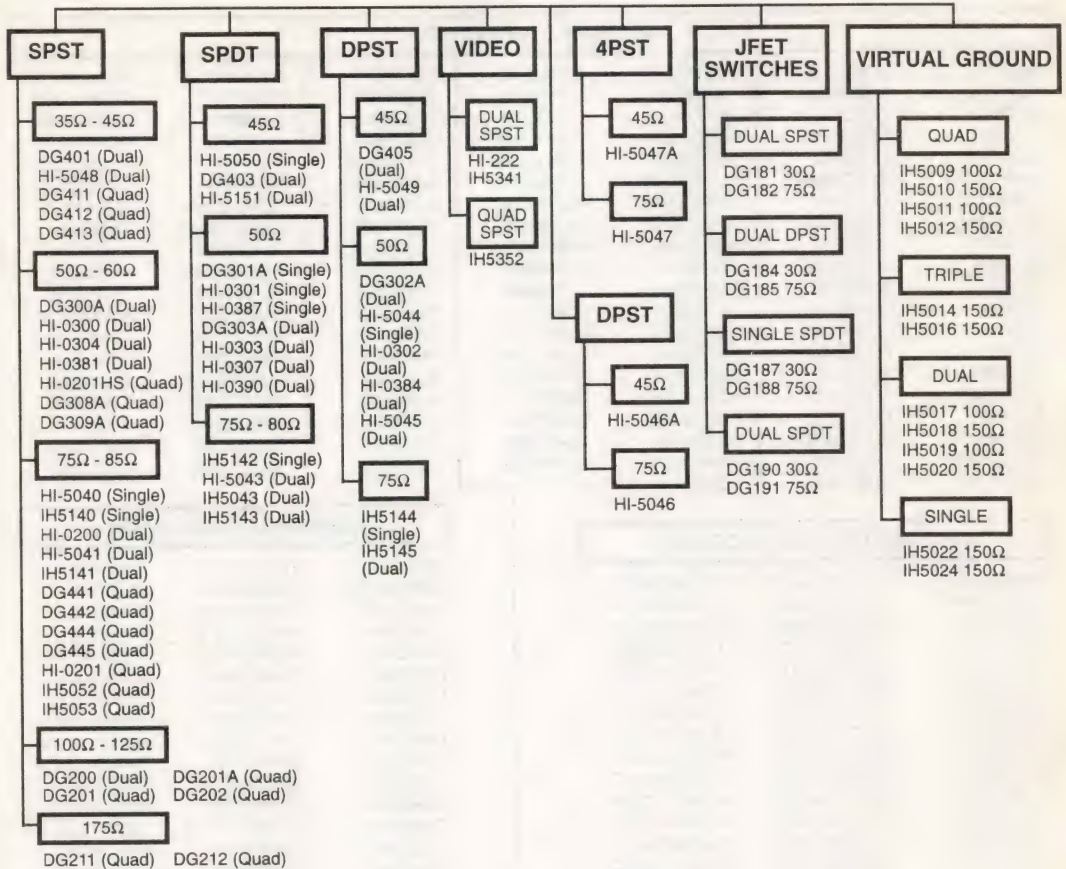 SPST
35Ω - 45Ω
DG401 (Dual)
HI-5048 (Dual)
DG411 (Quad)
DG412 (Quad)
DG413 (Quad)
50Ω - 60Ω
DG300A (Dual)
HI-0300 (Dual)
HI-0304 (Dual)
HI-0381 (Dual)
HI-0201HS (Quad)
DG308A (Quad)
DG309A (Quad)
75Ω - 85Ω
HI-5040 (Single)
IH5140 (Single)
HI-0200 (Dual)
HI-5041 (Dual)
IH5141 (Dual)
DG441 (Quad)
DG442 (Quad)
DG444 (Quad)
DG445 (Quad)
HI-0201 (Quad)
IH5052 (Quad)
IH5053 (Quad)
100Ω - 125Ω
DG200 (Dual) DG201A (Quad)
DG201 (Quad) DG202 (Quad)
175Ω
DG211 (Quad) DG212 (Quad)
SPDT
45Ω
HI-5050 (Single)
DG403 (Dual)
HI-5151 (Dual)
50Ω
DG301A (Single)
HI-0301 (Single)
HI-0387 (Single)
DG303A (Dual)
HI-0303 (Dual)
HI-0307 (Dual)
HI-0390 (Dual)
75Ω - 80Ω
IH5142 (Single)
HI-5043 (Dual)
IH5043 (Dual)
IH5143 (Dual)
DPST
45Ω
DG405
(Dual)
HI-5049
(Dual)
50Ω
DG302A
(Dual)
HI-5044
(Single)
HI-0302
(Dual)
HI-0384
(Dual)
HI-5045
(Dual)
75Ω
IH5144
(Single)
IH5145
(Dual)
VIDEO
DUAL
SPST
HI-222
IH5341
QUAD
SPST
IH5352
4PST
45Ω
HI-5047A
75Ω
HI-5047
DPST
45Ω
HI-5046A
75Ω
HI-5046
JFET
SWITCHES
DUAL SPST
DG181 30Ω
DG182 75Ω
DUAL DPST
DG184 30Ω
DG185 75Ω
SINGLE SPDT
DG187 30Ω
DG188 75Ω
DUAL SPDT
DG190 30Ω
DG191 75Ω
VIRTUAL GROUND
QUAD
IH5009 100Ω
IH5010 150Ω
IH5011 100Ω
IH5012 150Ω
TRIPLE
IH5014 150Ω
IH5016 150Ω
DUAL
IH5017 100Ω
IH5018 150Ω
IH5019 100Ω
IH5020 150Ω
SINGLE
IH5022 150Ω
IH5024 150Ω